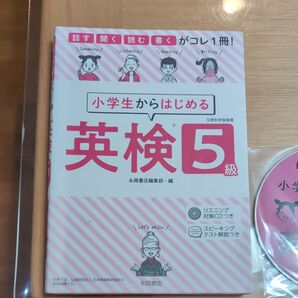 話す 聞く 読む 書く がコレ1冊!
Speaking Listening Reading Writing
小学生からはじめる
文部科学省後援
英検®5級
永岡書店編集部・編
リスニング
対策CDつき
スピーキング
テスト解説つき
Let's enjoy
永岡書店
小学生